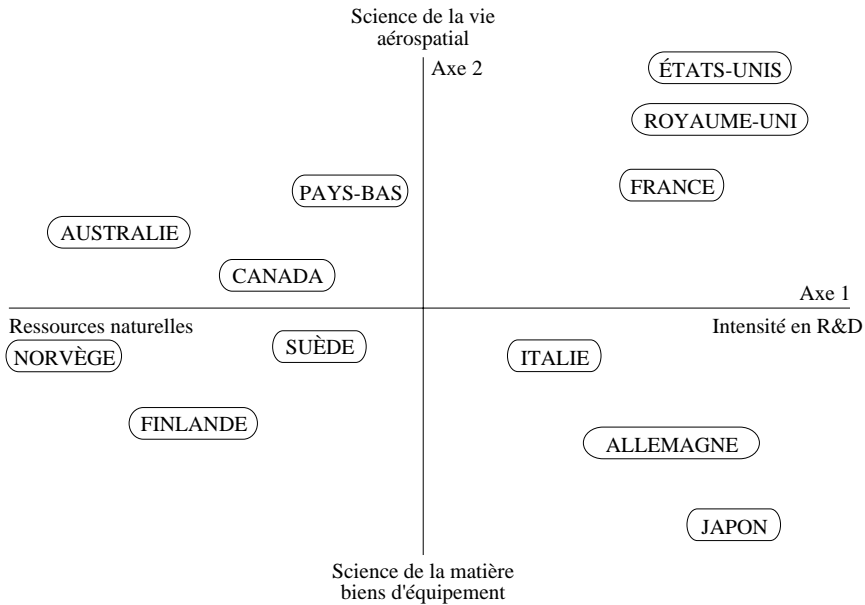 Science de la vie
aérospatial
Axe 2
ÉTATS-UNIS
ROYAUME-UNI
FRANCE
PAYS-BAS
AUSTRALIE
CANADA
Axe 1
Ressources naturelles
Intensité en R&D
NORVÈGE
SUÈDE
ITALIE
FINLANDE
ALLEMAGNE
JAPON
Science de la matière
biens d'équipement